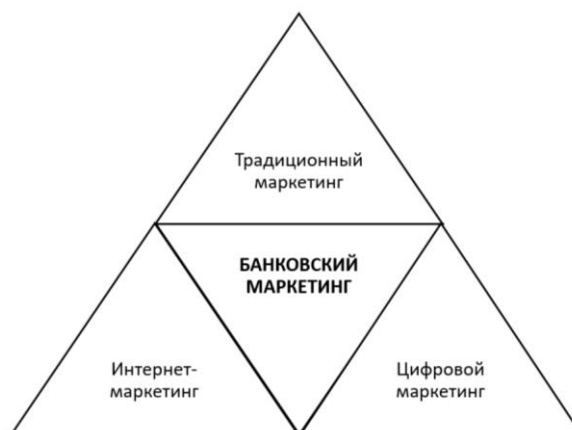 Традиционный
маркетинг
БАНКОВСКИЙ
МАРКЕТИНГ
Интернет-
маркетинг
Цифровой
маркетинг